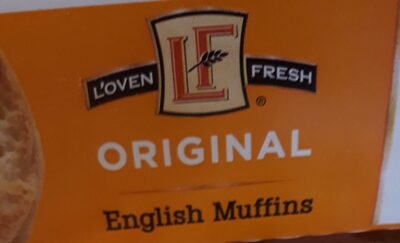 L'OVEN LF FRESH ®
ORIGINAL
English Muffins